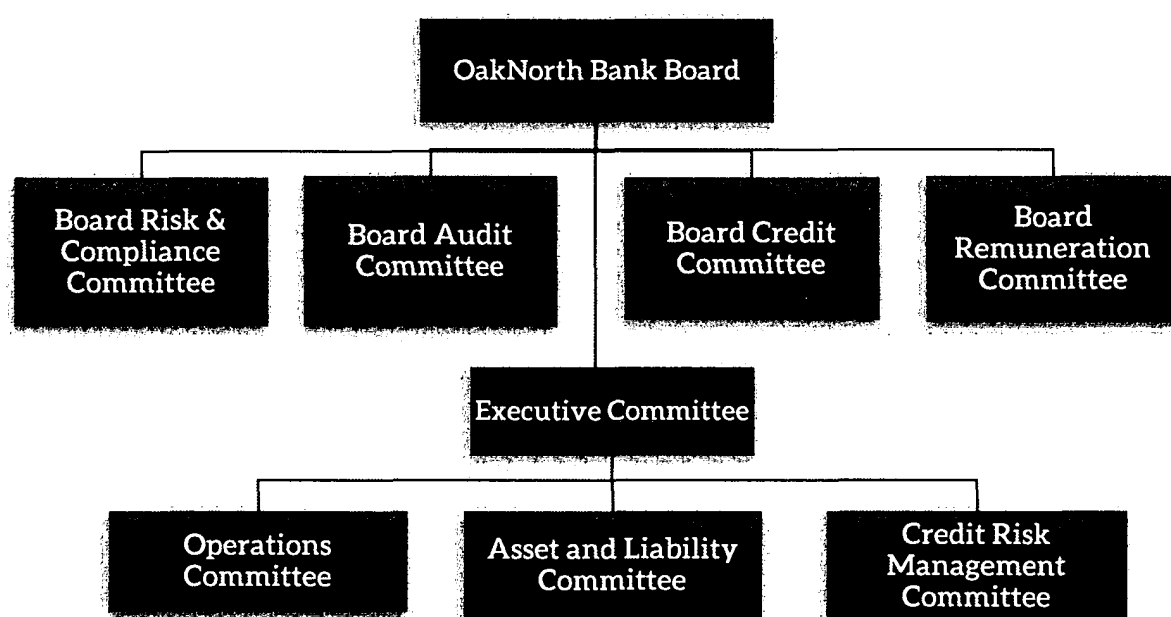 OakNorth Bank Board
Board Risk &
Compliance
Committee
Board Audit
Committee
Board Credit
Committee
Board
Remuneration
Committee
Executive Committee
Operations
Committee
Asset and Liability
Committee
Credit Risk
Management
Committee